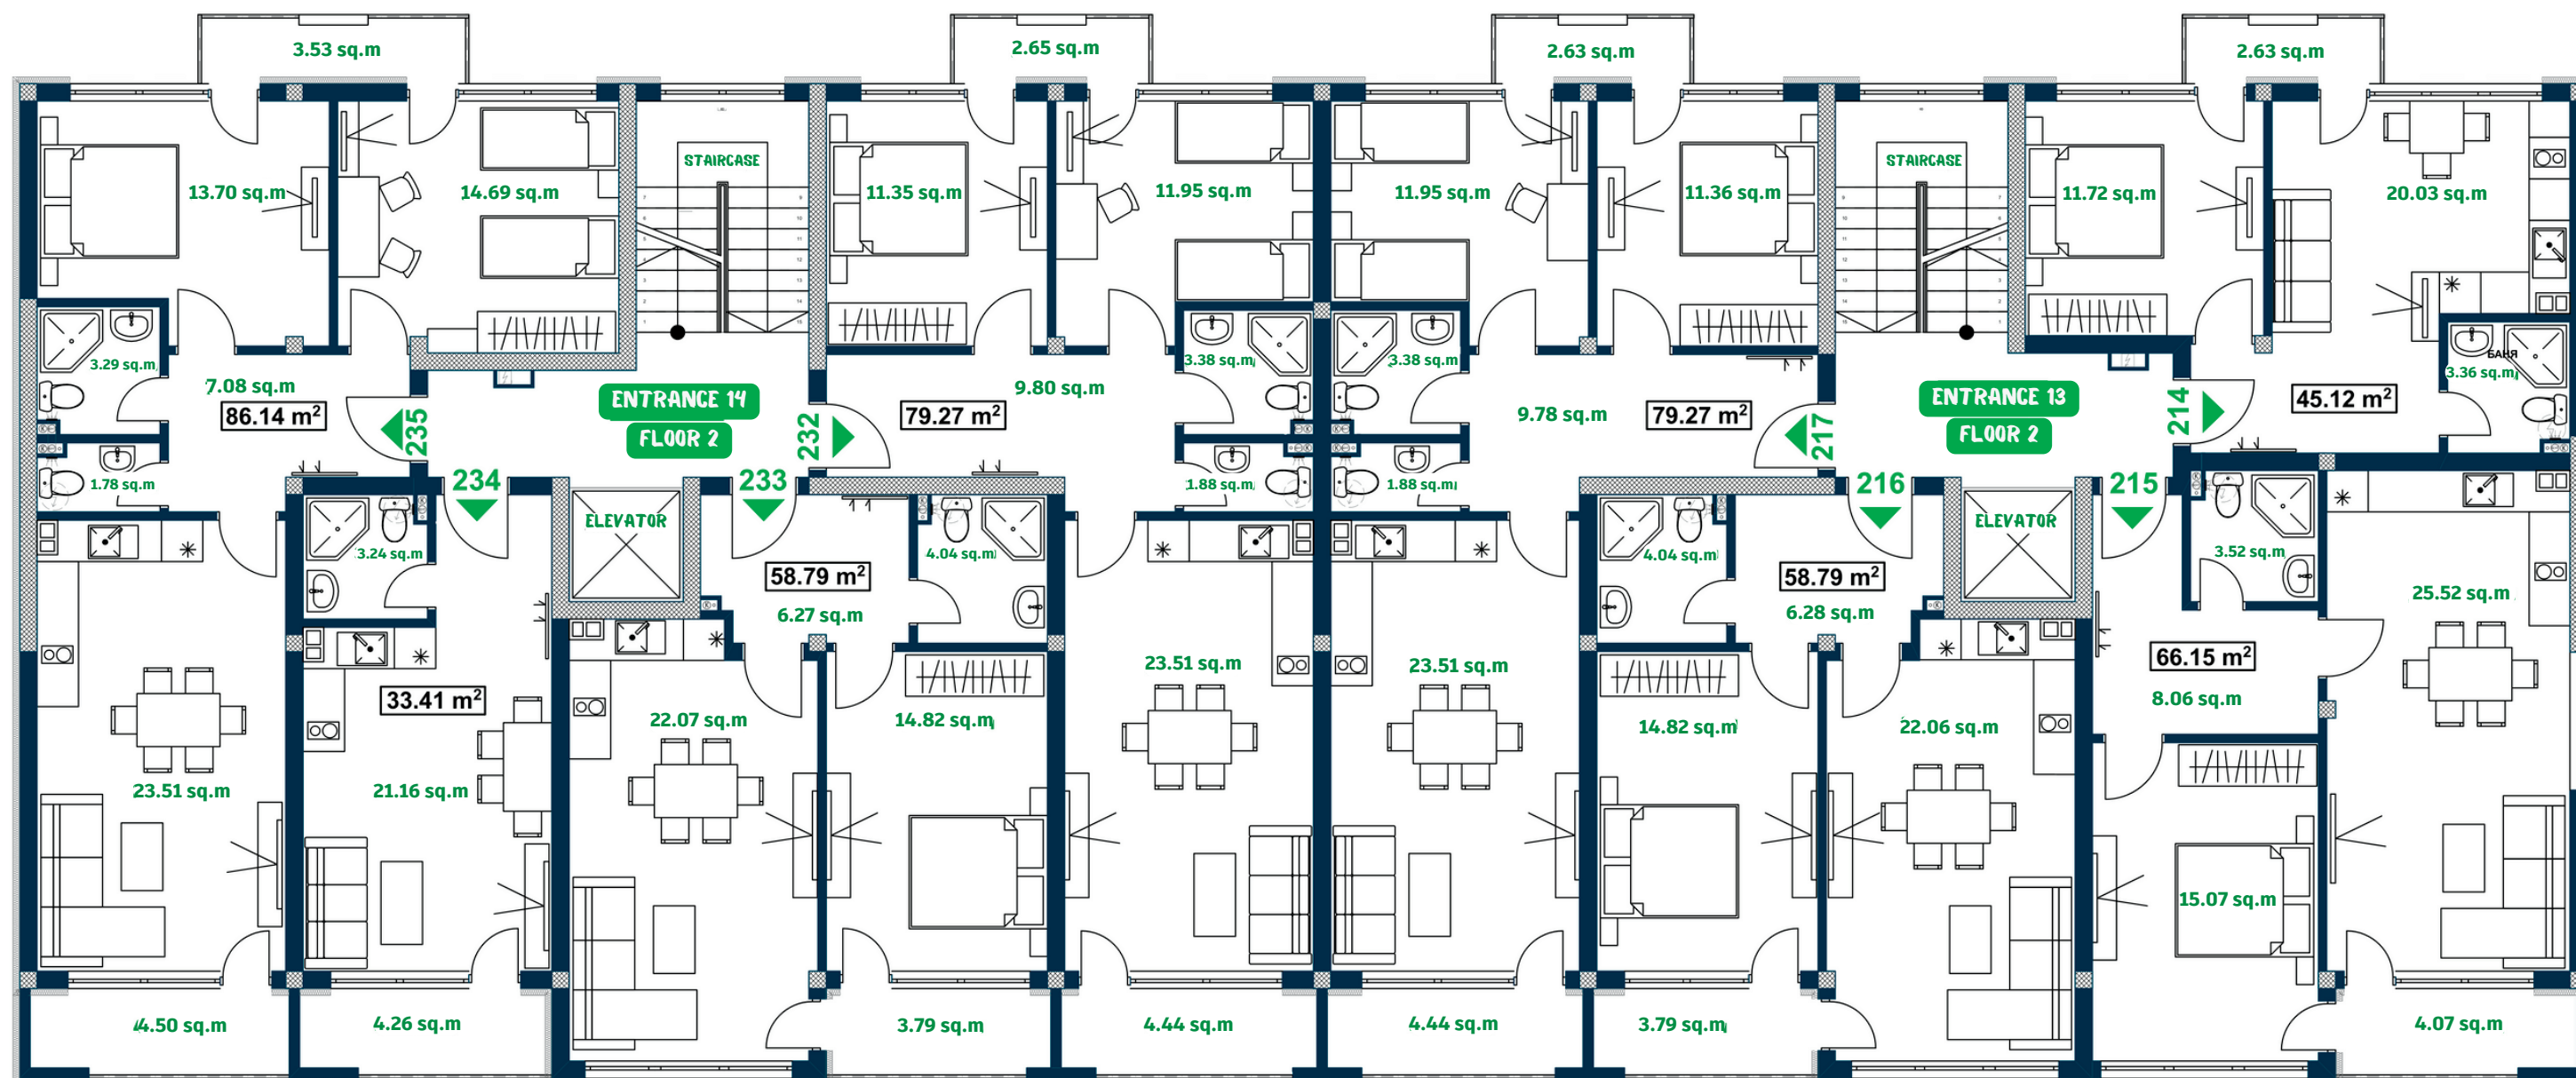 3.53 sq.m
2.65 sq.m
2.63 sq.m
2.63 sq.m
13.70 sq.m
14.69 sq.m
STAIRCASE
11.35 sq.m
11.95 sq.m
11.95 sq.m
11.36 sq.m
STAIRCASE
11.72 sq.m
20.03 sq.m
3.29 sq.m
7.08 sq.m
86.14 m²
235
ENTRANCE 14
FLOOR 2
232
79.27 m²
9.80 sq.m
3.38 sq.m
3.38 sq.m
9.78 sq.m
79.27 m²
217
ENTRANCE 13
FLOOR 2
214
45.12 m²
БАНЯ
3.36 sq.m
1.78 sq.m
234
233
1.88 sq.m
1.88 sq.m
216
215
3.24 sq.m
ELEVATOR
58.79 m²
6.27 sq.m
4.04 sq.m
4.04 sq.m
58.79 m²
6.28 sq.m
ELEVATOR
3.52 sq.m
25.52 sq.m
33.41 m²
22.07 sq.m
14.82 sq.m
23.51 sq.m
23.51 sq.m
14.82 sq.m
22.06 sq.m
66.15 m²
8.06 sq.m
23.51 sq.m
21.16 sq.m
15.07 sq.m
4.50 sq.m
4.26 sq.m
3.79 sq.m
4.44 sq.m
4.44 sq.m
3.79 sq.m
4.07 sq.m